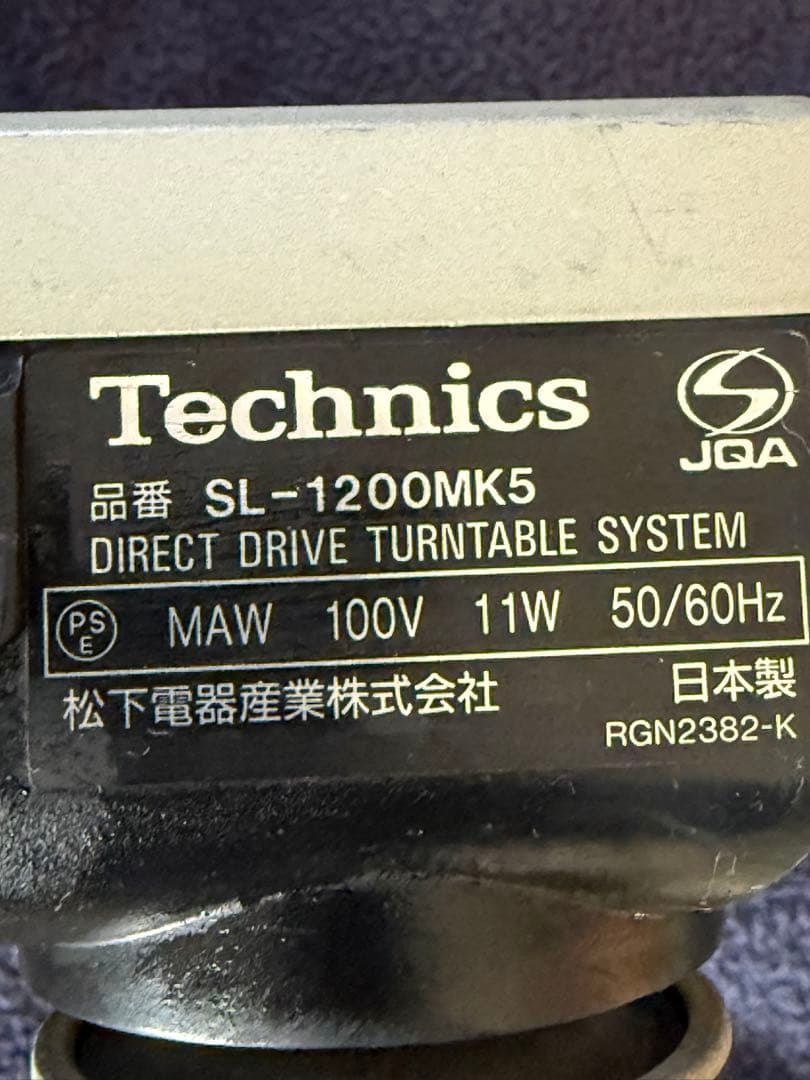 Technics
JQA
品番 SL-1200MK5
DIRECT DRIVE TURNTABLE SYSTEM
PS E MAW 100V 11W 50/60Hz
松下電器産業株式会社 日本製
RGN2382-K